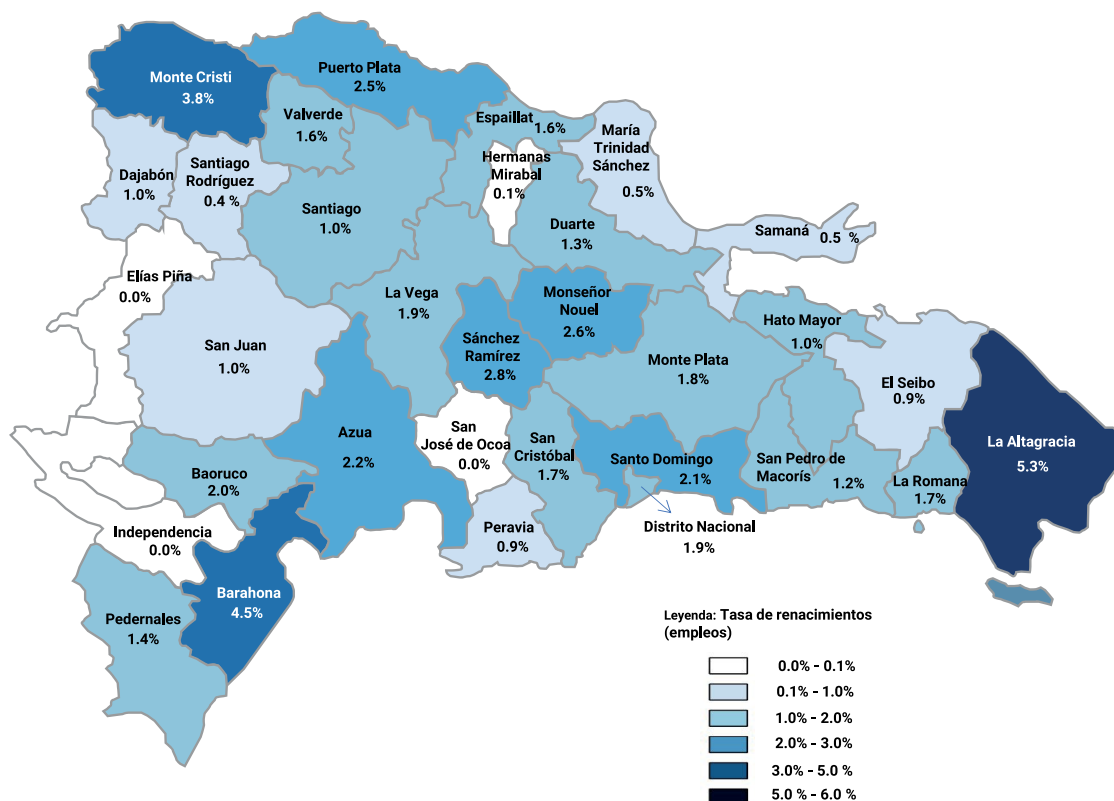 Monte Cristi
3.8%
Puerto Plata
2.5%
Valverde
1.6%
Espaillat
1.6%
María
Trinidad
Sánchez
0.5%
Hermanas
Mirabal
0.1%
Dajabón
1.0%
Santiago
Rodríguez
0.4 %
Santiago
1.0%
Duarte
1.3%
Samaná 0.5 %
Elías Piña
0.0%
La Vega
1.9%
Monseñor
Nouel
2.6%
Hato Mayor
1.0%
San Juan
1.0%
Sánchez
Ramírez
2.8%
Monte Plata
1.8%
El Seibo
0.9%
La Altagracia
5.3%
Azua
2.2%
San
José de Ocoa
0.0%
San
Cristóbal
1.7%
Santo Domingo
2.1%
San Pedro de
Macorís
1.2%
La Romana
1.7%
Baoruco
2.0%
Independencia
0.0%
Peravia
0.9%
Distrito Nacional
1.9%
Barahona
4.5%
Pedernales
1.4%
Leyenda: Tasa de renacimientos
(empleos)
0.0% - 0.1%
0.1% - 1.0%
1.0% - 2.0%
2.0% - 3.0%
3.0% - 5.0 %
5.0 % - 6.0 %